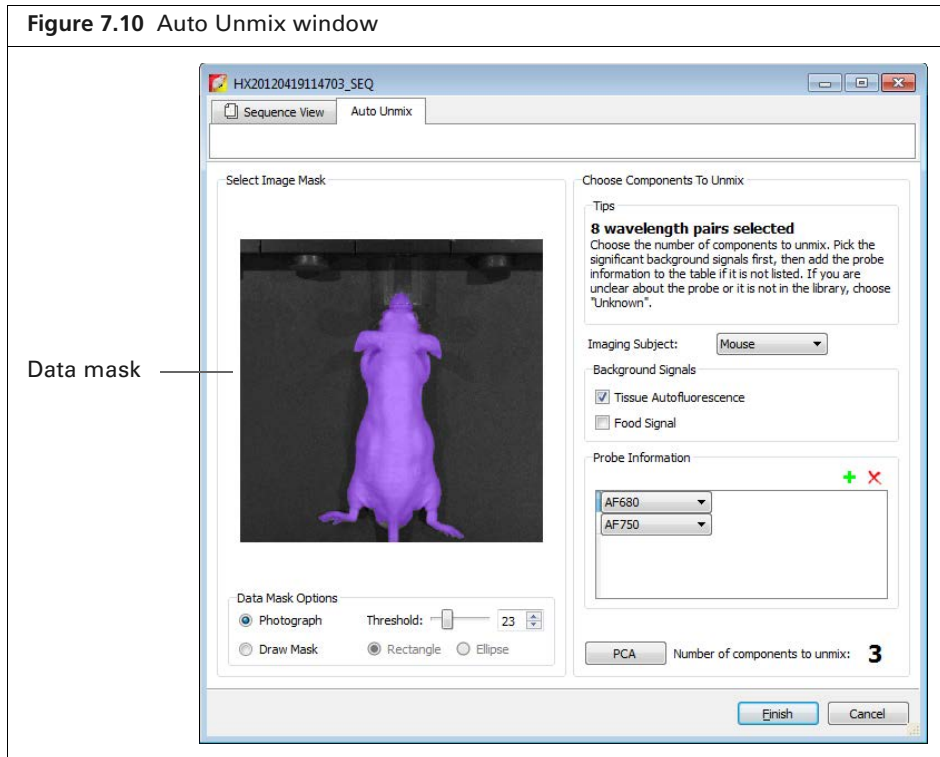 Figure 7.10 Auto Unmix window
HX20120419114703_SEQ
Sequence View
Auto Unmix
Select Image Mask
Data mask
Data Mask Options
Photograph
Threshold:
23
Draw Mask
Rectangle
Ellipse
Choose Components To Unmix
Tips
8 wavelength pairs selected
Choose the number of components to unmix. Pick the
significant background signals first, then add the probe
information to the table if it is not listed. If you are
unclear about the probe or it is not in the library, choose
"Unknown".
Imaging Subject:
Mouse
Background Signals
Tissue Autofluorescence
Food Signal
Probe Information
AF680
AF750
PCA
Number of components to unmix: 3
Finish
Cancel